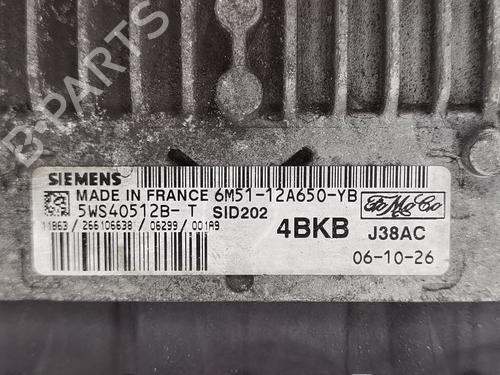 B-PARTS
SIEMENS
MADE IN FRANCE 6M51-12A650-YB
5WS40512B- T SID202
11863 / 266106638 / 06299 / 001A9
4BKB
FoMoCo
J38AC
06-10-26